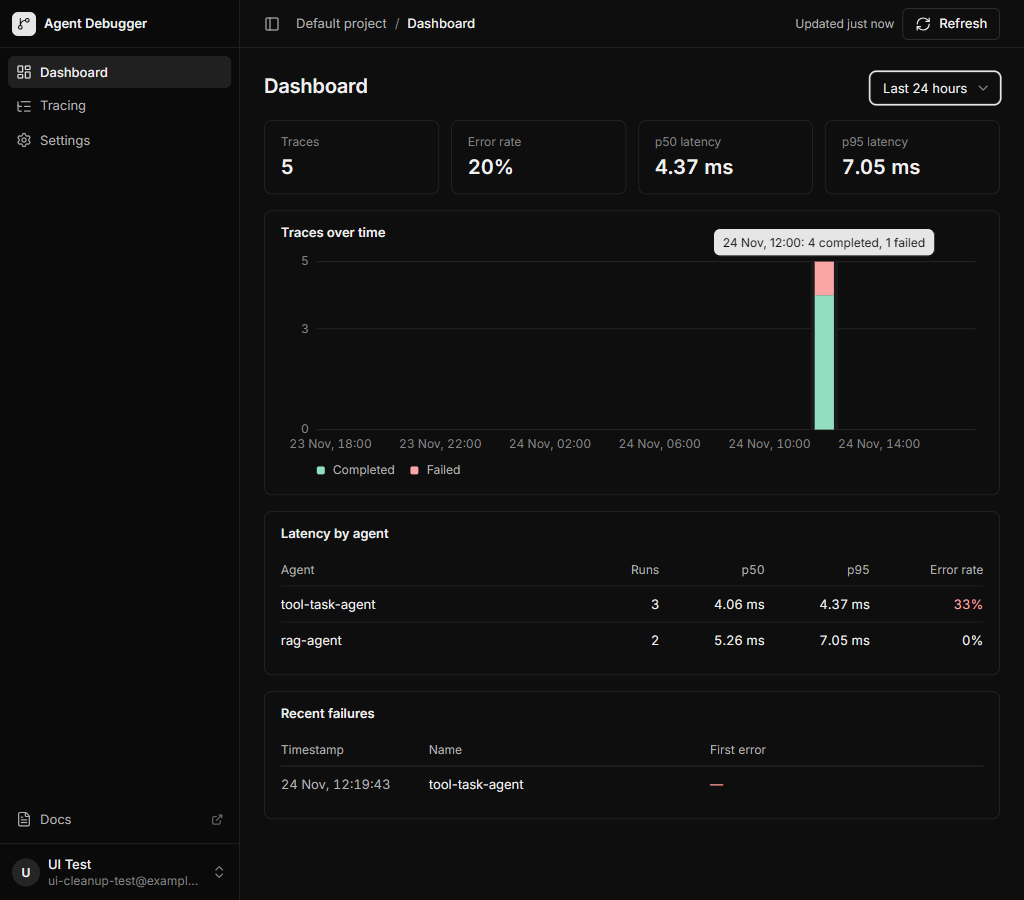 Agent Debugger
Default project / Dashboard
Updated just now
Refresh
Dashboard
Tracing
Settings
Dashboard
Last 24 hours
Traces
5
Error rate
20%
p50 latency
4.37 ms
p95 latency
7.05 ms
Traces over time
24 Nov, 12:00: 4 completed, 1 failed
5
3
0
23 Nov, 18:00 23 Nov, 22:00 24 Nov, 02:00 24 Nov, 06:00 24 Nov, 10:00 24 Nov, 14:00
Completed Failed
Latency by agent
Agent Runs p50 p95 Error rate
tool-task-agent 3 4.06 ms 4.37 ms 33%
rag-agent 2 5.26 ms 7.05 ms 0%
Recent failures
Timestamp Name First error
24 Nov, 12:19:43 tool-task-agent —
Docs
U
UI Test
ui-cleanup-test@exampl...